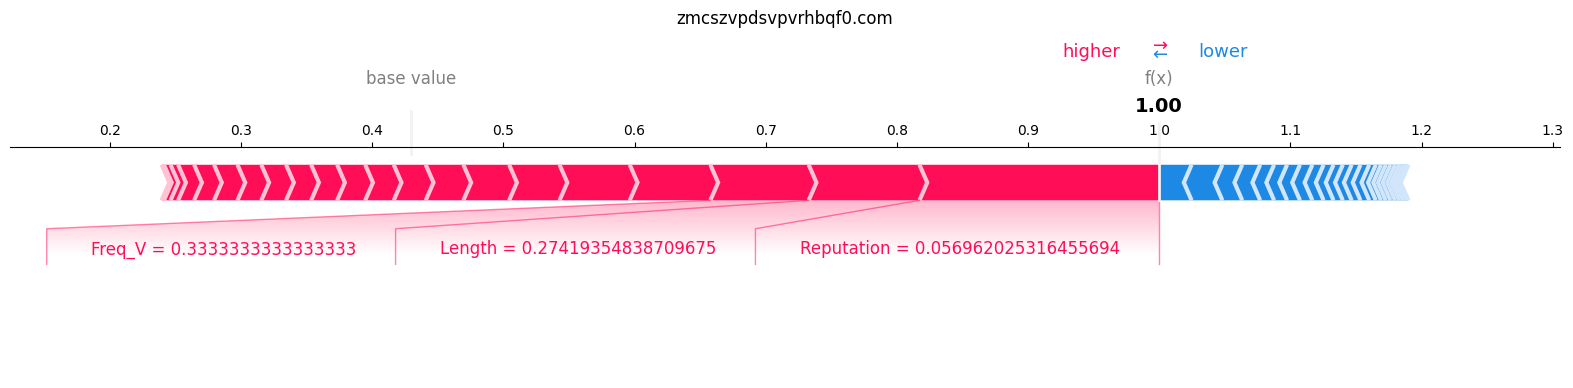 zmcszvpdsvpvrhbqf0.com
higher ⇄ lower
base value f(x)
1.00
0.2 0.3 0.4 0.5 0.6 0.7 0.8 0.9 1.0 1.1 1.2 1.3
Freq_V = 0.3333333333333333 Length = 0.27419354838709675 Reputation = 0.056962025316455694